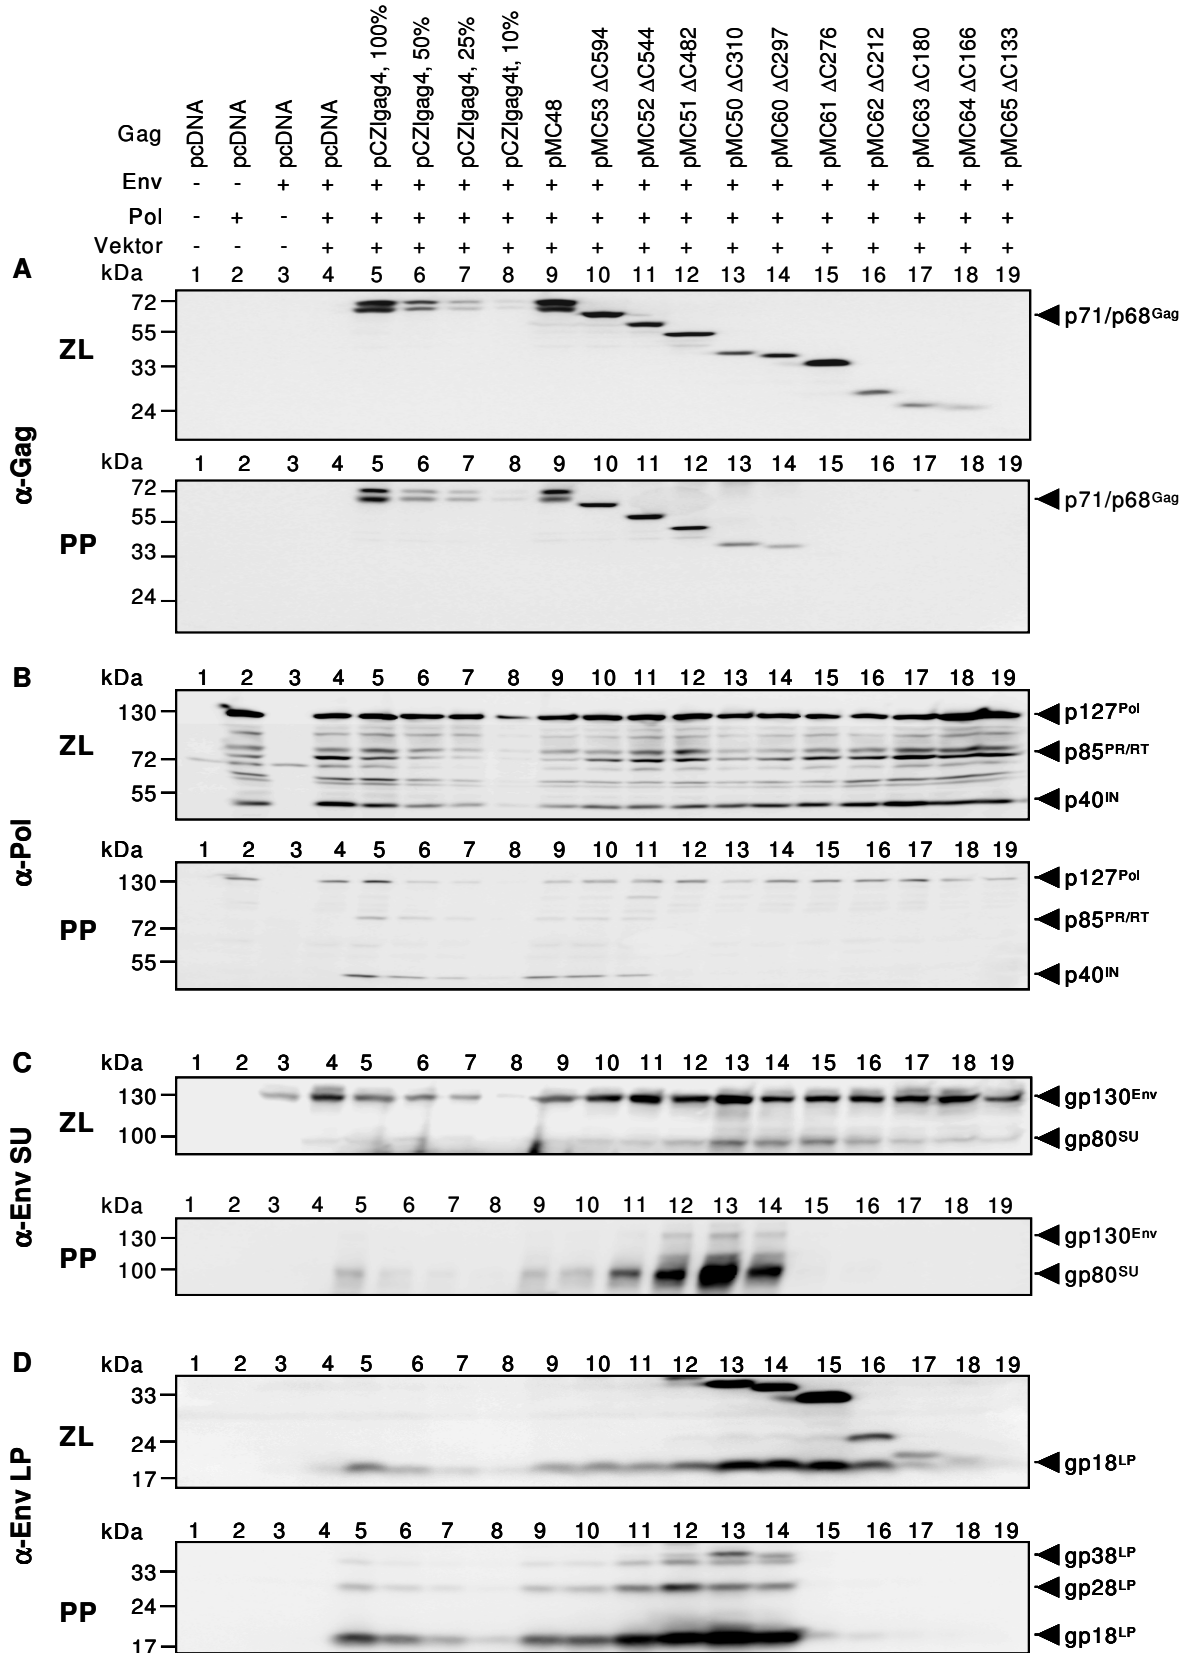 Gag pcDNA pcDNA pcDNA pcDNA pCZIgag4, 100% pCZIgag4, 50% pCZIgag4, 25% pCZIgag4t, 10% pMC48 pMC53 ΔC594 pMC52 ΔC544 pMC51 ΔC482 pMC50 ΔC310 pMC60 ΔC297 pMC61 ΔC276 pMC62 ΔC212 pMC63 ΔC180 pMC64 ΔC166 pMC65 ΔC133
Env - - + + + + + + + + + + + + + + + + +
Pol - + - + + + + + + + + + + + + + + + +
Vektor - - - + + + + + + + + + + + + + + + +
A kDa 1 2 3 4 5 6 7 8 9 10 11 12 13 14 15 16 17 18 19
α-Gag
ZL
72
p71/p68Gag
55
33
24
kDa 1 2 3 4 5 6 7 8 9 10 11 12 13 14 15 16 17 18 19
PP
72
p71/p68Gag
55
33
24
B kDa 1 2 3 4 5 6 7 8 9 10 11 12 13 14 15 16 17 18 19
α-Pol
ZL
130 p127Pol
72 p85PR/RT
55 p40IN
kDa 1 2 3 4 5 6 7 8 9 10 11 12 13 14 15 16 17 18 19
PP
130 p127Pol
72 p85PR/RT
55 p40IN
C kDa 1 2 3 4 5 6 7 8 9 10 11 12 13 14 15 16 17 18 19
α-Env SU
ZL
130 gp130Env
100 gp80SU
kDa 1 2 3 4 5 6 7 8 9 10 11 12 13 14 15 16 17 18 19
PP
130 gp130Env
100 gp80SU
D kDa 1 2 3 4 5 6 7 8 9 10 11 12 13 14 15 16 17 18 19
α-Env LP
ZL
33
24
17 gp18LP
kDa 1 2 3 4 5 6 7 8 9 10 11 12 13 14 15 16 17 18 19
PP
gp38LP
33
gp28LP
24
17 gp18LP